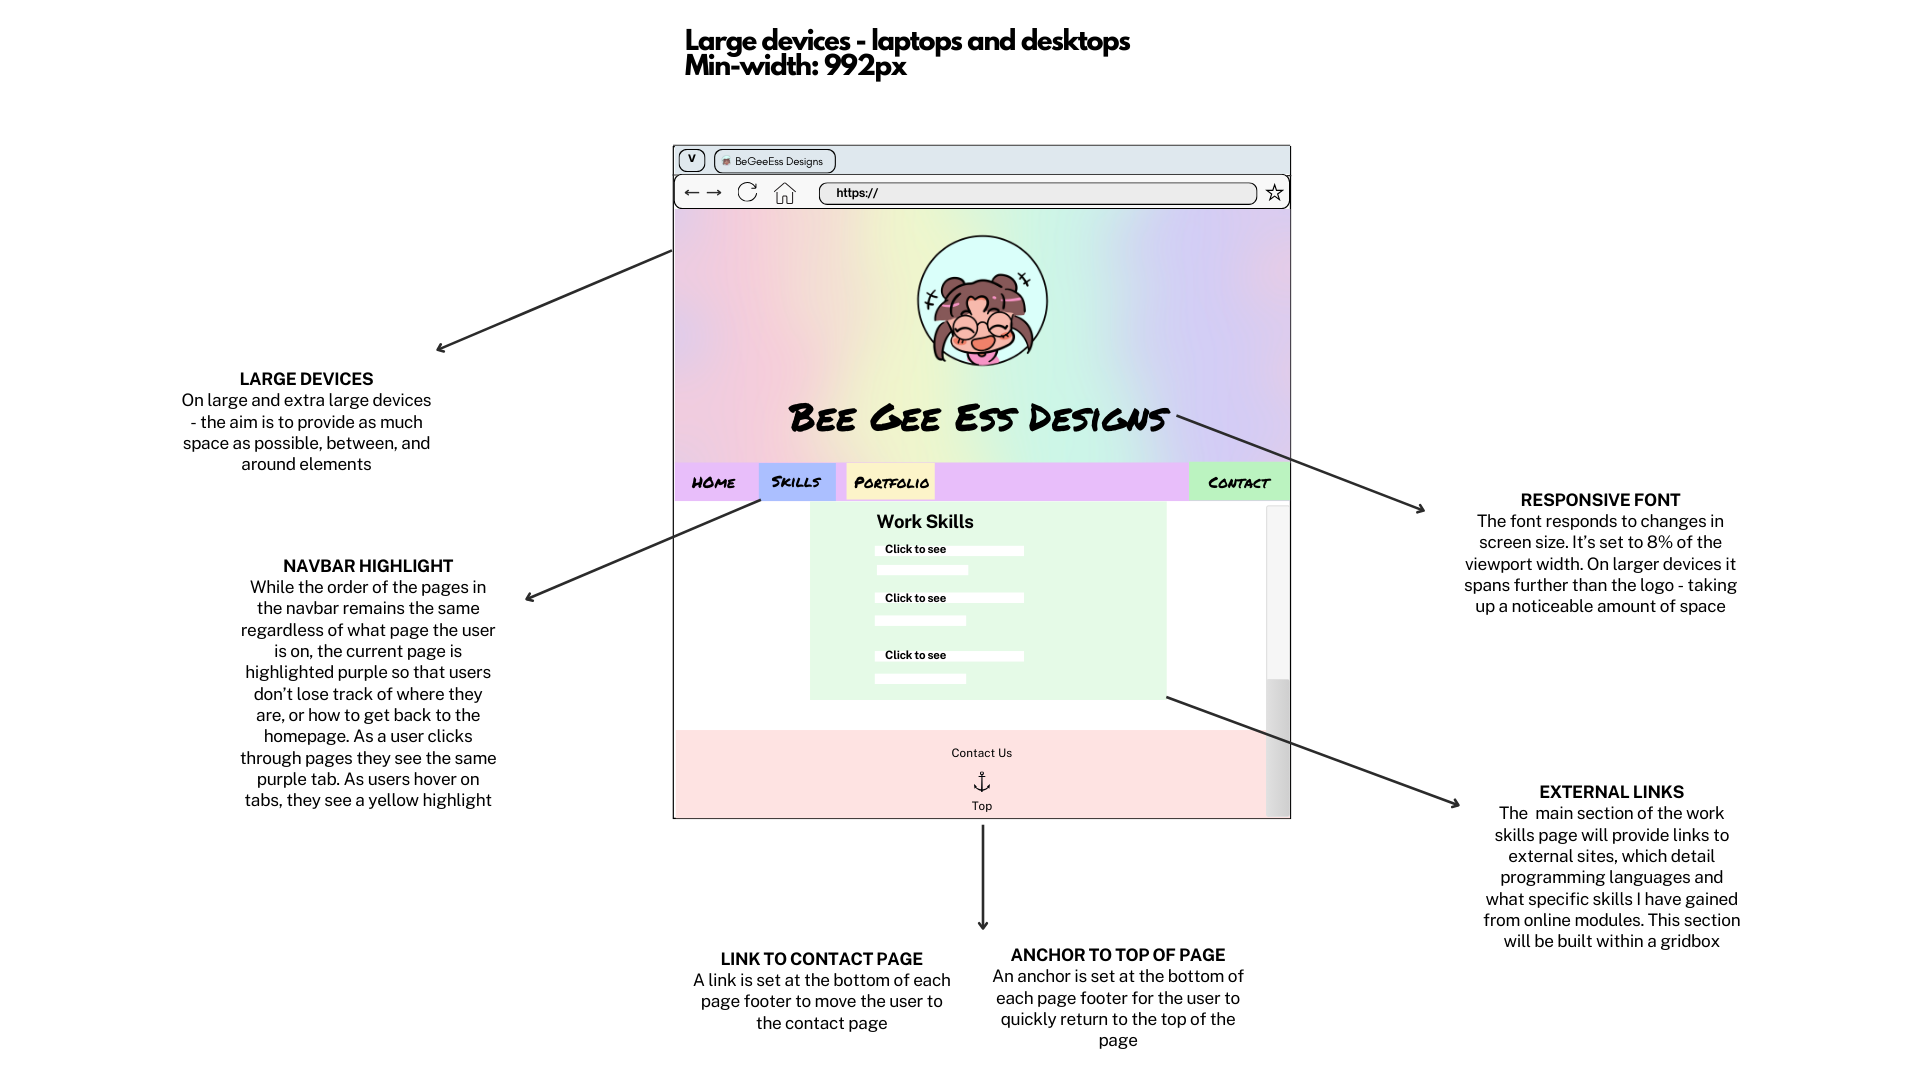 Large devices - laptops and desktops
Min-width: 992px
V
BeGeeEss Designs
https://
Bee Gee Ess Designs
HOme
Skills
Portfolio
Contact
Work Skills
Click to see
Click to see
Click to see
Contact Us
Top
LARGE DEVICES
On large and extra large devices
- the aim is to provide as much
space as possible, between, and
around elements
NAVBAR HIGHLIGHT
While the order of the pages in
the navbar remains the same
regardless of what page the user
is on, the current page is
highlighted purple so that users
don’t lose track of where they
are, or how to get back to the
homepage. As a user clicks
through pages they see the same
purple tab. As users hover on
tabs, they see a yellow highlight
RESPONSIVE FONT
The font responds to changes in
screen size. It’s set to 8% of the
viewport width. On larger devices it
spans further than the logo - taking
up a noticeable amount of space
EXTERNAL LINKS
The  main section of the work
skills page will provide links to
external sites, which detail
programming languages and
what specific skills I have gained
from online modules. This section
will be built within a gridbox
LINK TO CONTACT PAGE
A link is set at the bottom of each
page footer to move the user to
the contact page
ANCHOR TO TOP OF PAGE
An anchor is set at the bottom of
each page footer for the user to
quickly return to the top of the
page